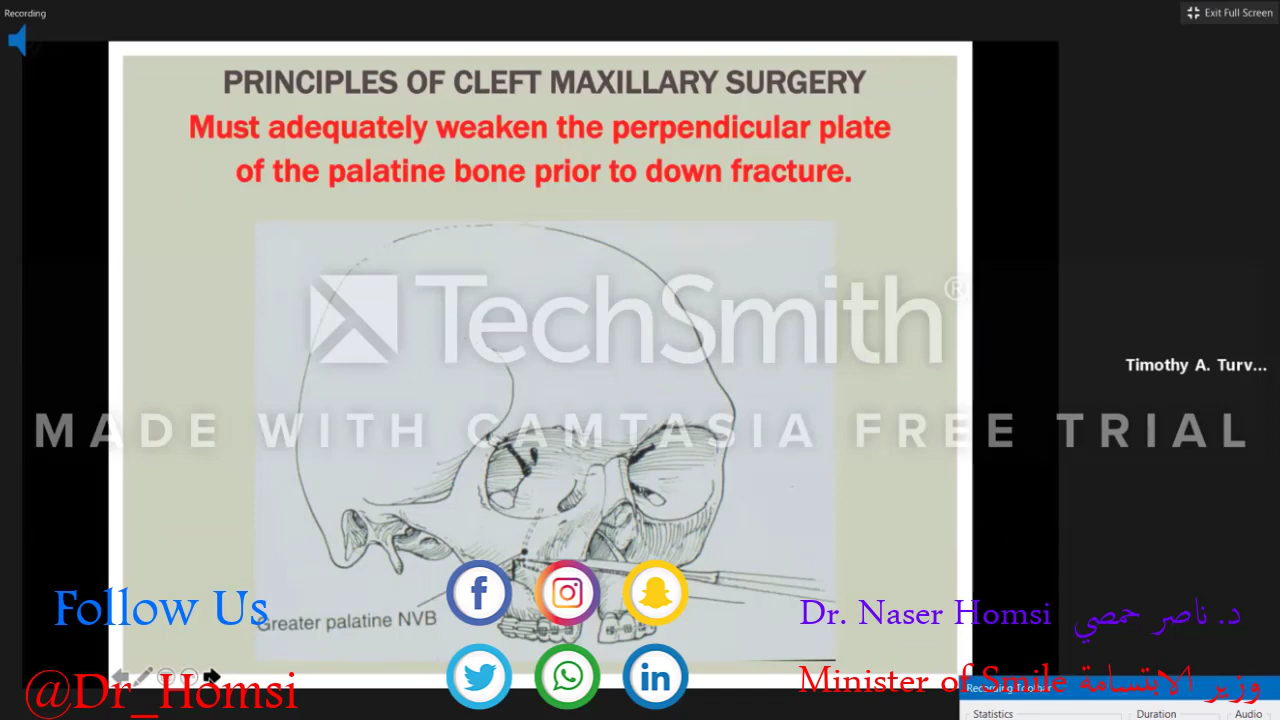 Recording
Exit Full Screen
PRINCIPLES OF CLEFT MAXILLARY SURGERY
Must adequately weaken the perpendicular plate
of the palatine bone prior to down fracture.
TechSmith®
Timothy A. Turv...
MADE WITH CAMTASIA FREE TRIAL
Greater palatine NVB
Follow Us
@Dr_Homsi
Dr. Naser Homsi د. ناصر حمصي
Minister of Smile وزير الابتسامة
Recording Toolbar
Statistics Duration Audio